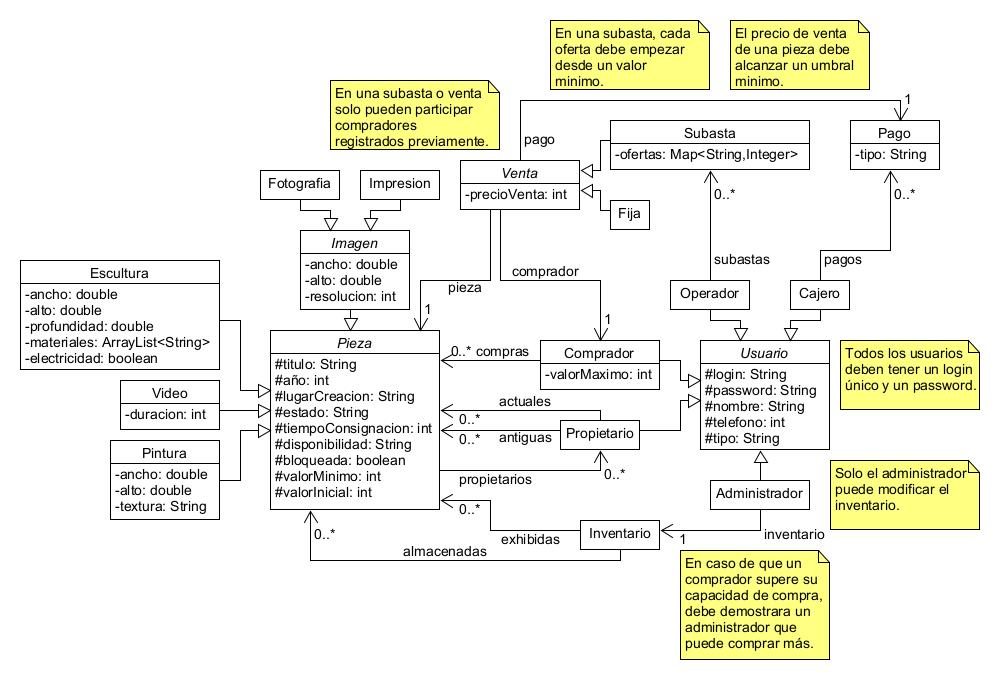 En una subasta, cada
oferta debe empezar
desde un valor
minimo.
El precio de venta
de una pieza debe
alcanzar un umbral
minimo.
En una subasta o venta
solo pueden participar
compradores
registrados previamente.
pago
1
Subasta
-ofertas: Map<String,Integer>
Pago
-tipo: String
Venta
-precioVenta: int
Fija
0..*
0..*
Fotografia
Impresion
Imagen
-ancho: double
-alto: double
-resolucion: int
subastas
pagos
comprador
pieza
1
1
Operador
Cajero
Escultura
-ancho: double
-alto: double
-profundidad: double
-materiales: ArrayList<String>
-electricidad: boolean
Video
-duracion: int
Pintura
-ancho: double
-alto: double
-textura: String
Pieza
#titulo: String
#año: int
#lugarCreacion: String
#estado: String
#tiempoConsignacion: int
#disponibilidad: String
#bloqueada: boolean
#valorMinimo: int
#valorInicial: int
0..* compras
Comprador
-valorMaximo: int
Usuario
#login: String
#password: String
#nombre: String
#telefono: int
#tipo: String
Todos los usuarios
deben tener un login
único y un password.
actuales
0..*
0..*
antiguas
Propietario
propietarios
0..*
Administrador
Solo el administrador
puede modificar el
inventario.
0..*
exhibidas
Inventario
1
inventario
0..*
almacenadas
En caso de que un
comprador supere su
capacidad de compra,
debe demostrara un
administrador que
puede comprar más.